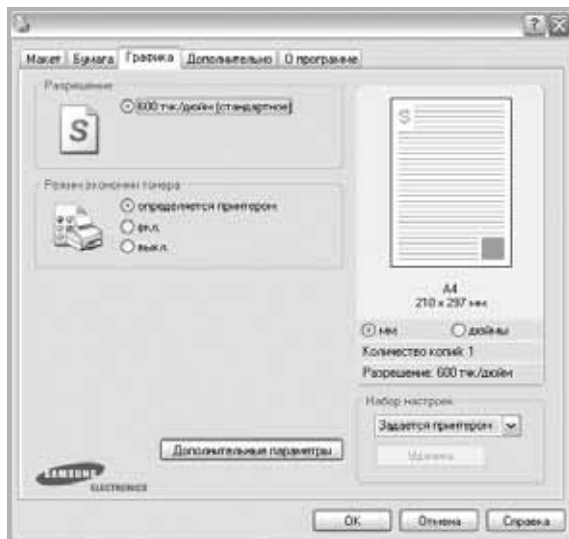 Макет Бумага Графика Дополнительно О программе
Разрешение
600 тчк./дюйм (стандартное)
S
S
Режим экономии тонера
определяется принтером
вкл.
выкл.
A4
210 x 297 мм
мм дюймы
Количество копий: 1
Разрешение: 600 тчк./дюйм
Набор настроек
Задается принтером
Удалить
Дополнительные параметры
SAMSUNG
ELECTRONICS
OK Отмена Справка